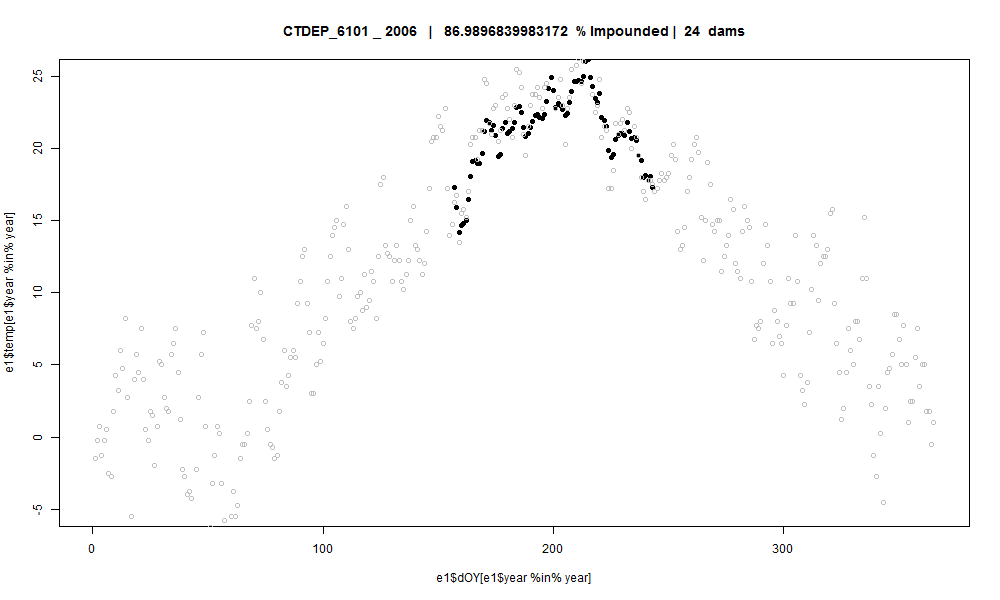 CTDEP_6101 _ 2006 | 86.9896839983172 % Impounded | 24 dams
e1$temp[e1$year %in% year]
25
20
15
10
5
0
-5
0 100 200 300
e1$dOY[e1$year %in% year]